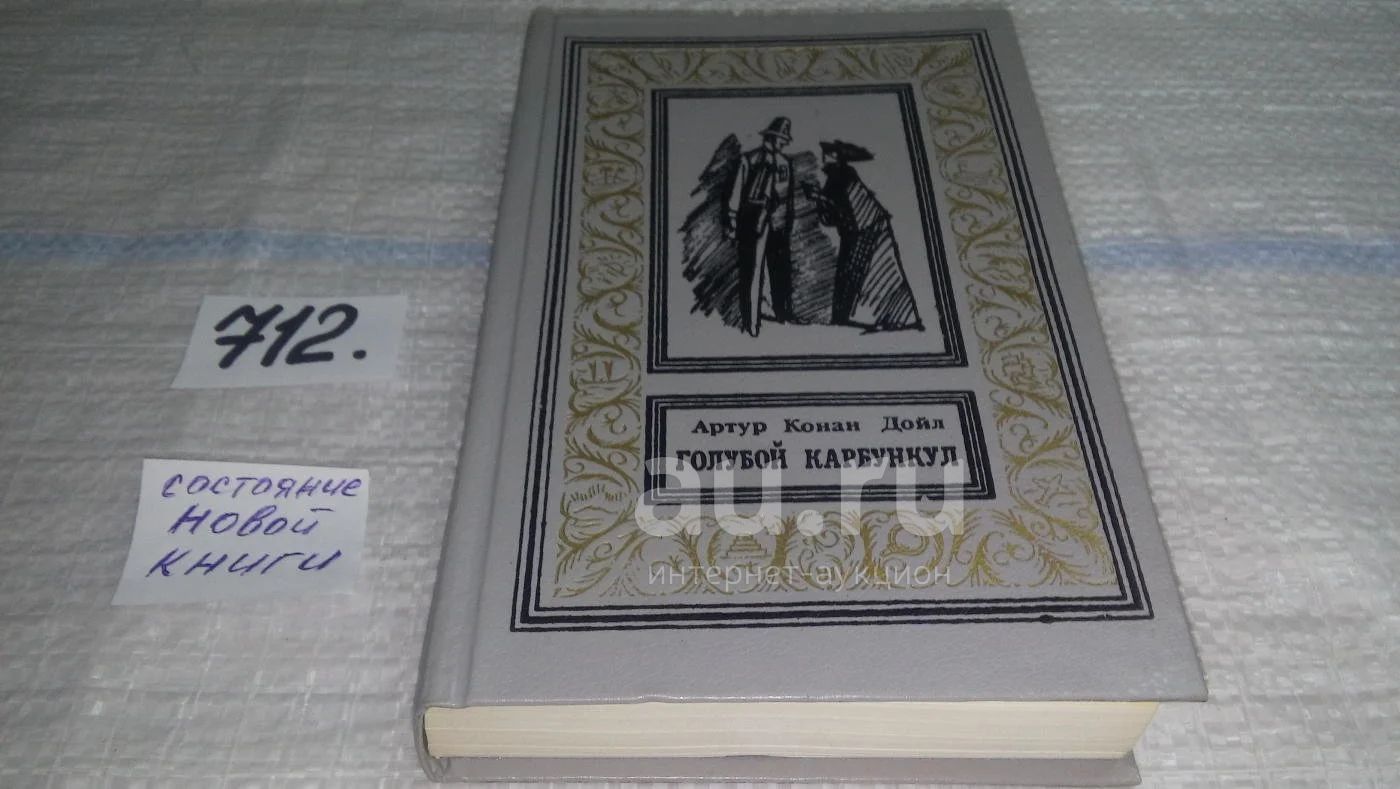 712.
состояние
новой
книги
Артур Конан Дойл
ГОЛУБОЙ КАРБУНКУЛ
au.ru
интернет-аукцион